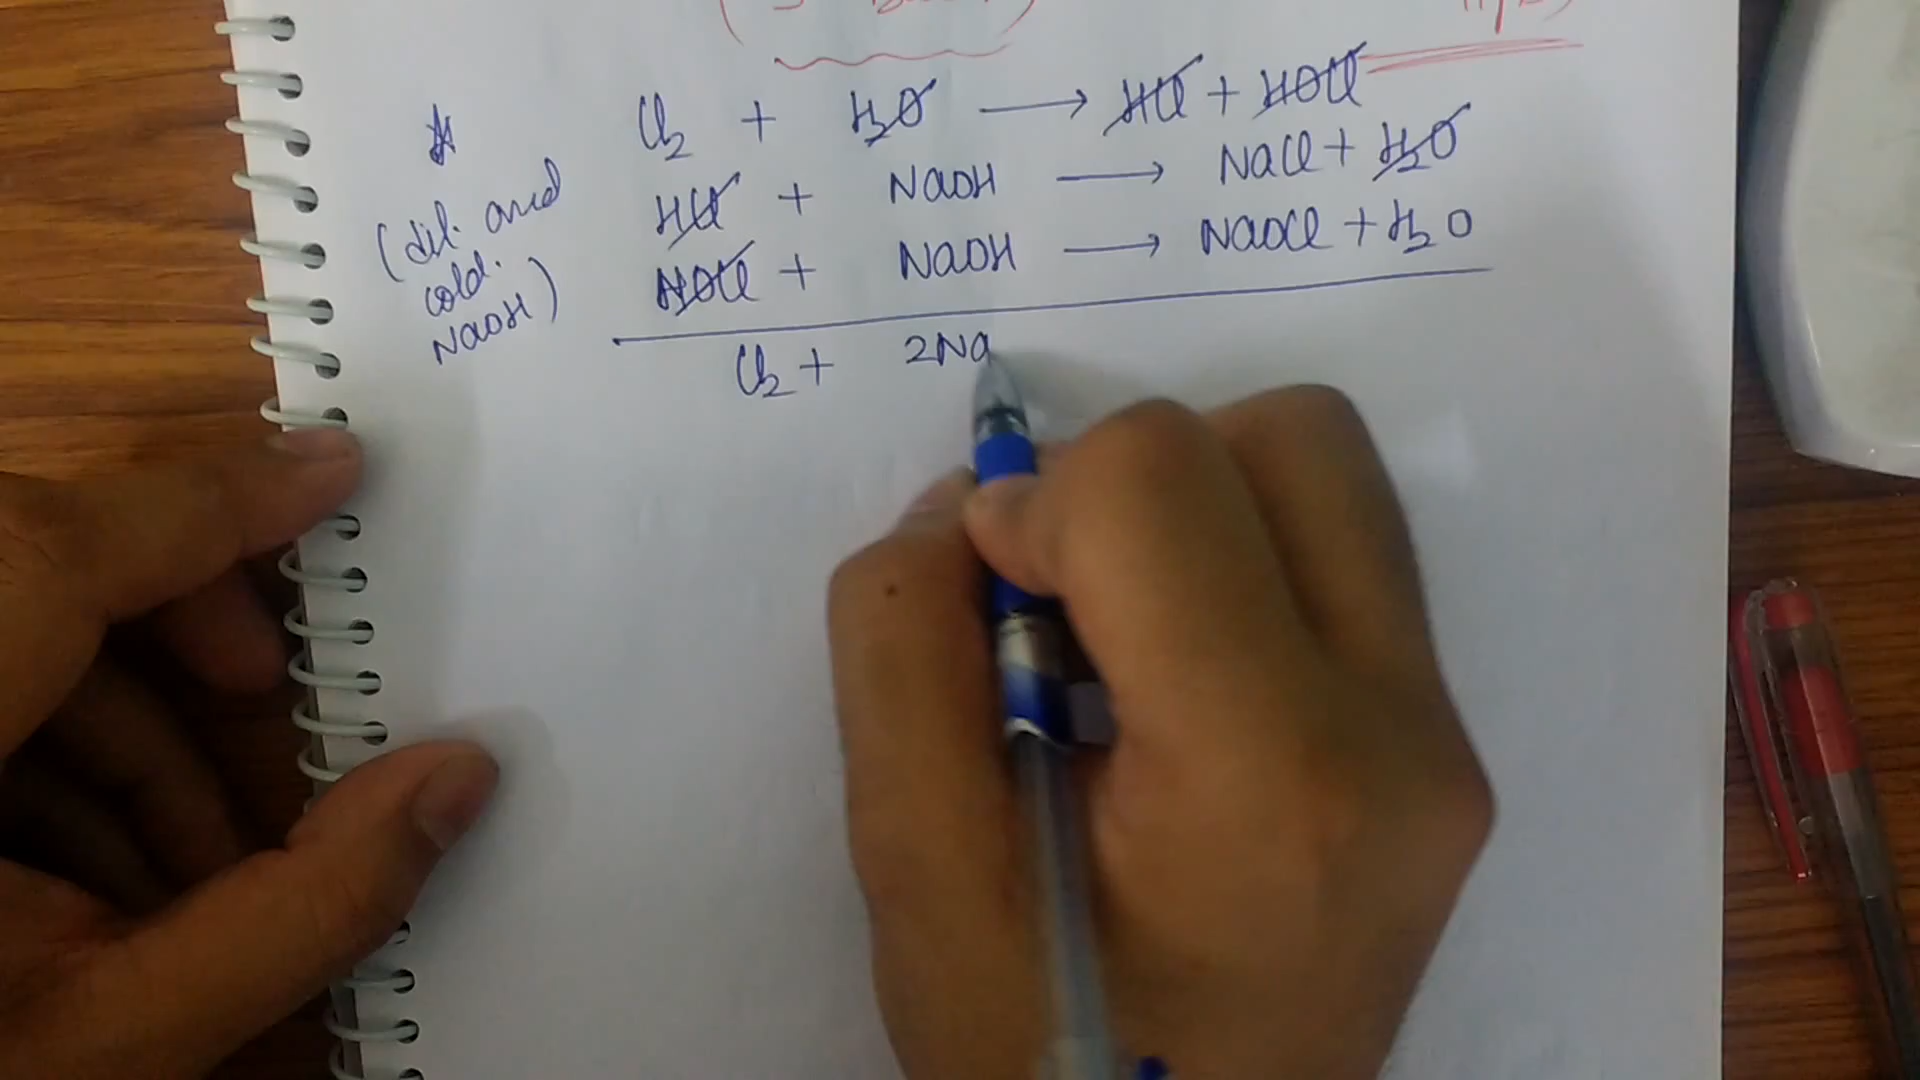 Cl₂ + H₂O ⟶ HCl + HOCl
HCl + NaOH ⟶ NaCl + H₂O
HOCl + NaOH ⟶ NaOCl + H₂O
(dil. and
cold.
NaOH)
Cl₂ + 2Na